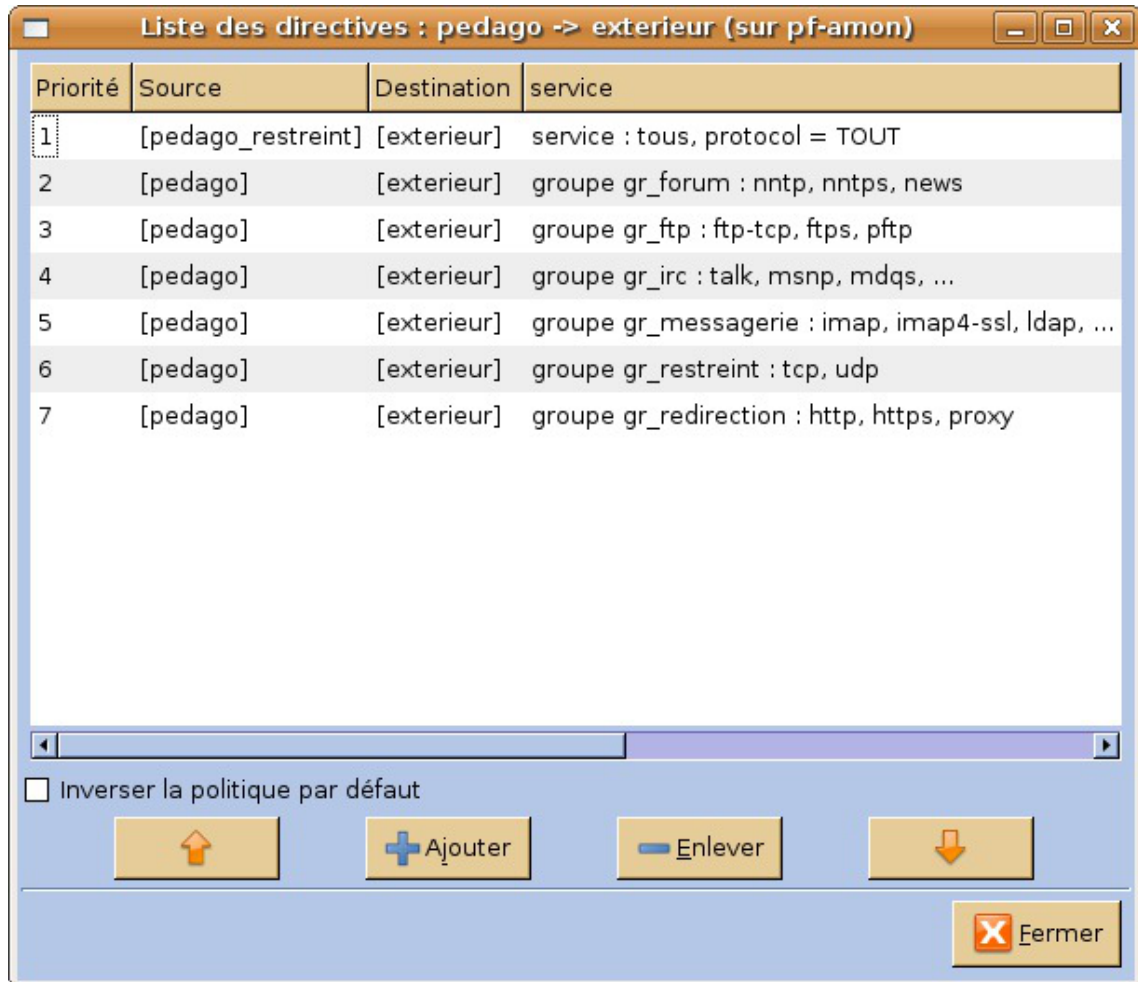 Liste des directives : pedago -> exterieur (sur pf-amon)
Priorité Source Destination service
1 [pedago_restreint] [exterieur] service : tous, protocol = TOUT
2 [pedago] [exterieur] groupe gr_forum : nntp, nntps, news
3 [pedago] [exterieur] groupe gr_ftp : ftp-tcp, ftps, pftp
4 [pedago] [exterieur] groupe gr_irc : talk, msnp, mdqs, ...
5 [pedago] [exterieur] groupe gr_messagerie : imap, imap4-ssl, ldap, ...
6 [pedago] [exterieur] groupe gr_restreint : tcp, udp
7 [pedago] [exterieur] groupe gr_redirection : http, https, proxy
Inverser la politique par défaut
Ajouter Enlever
Fermer